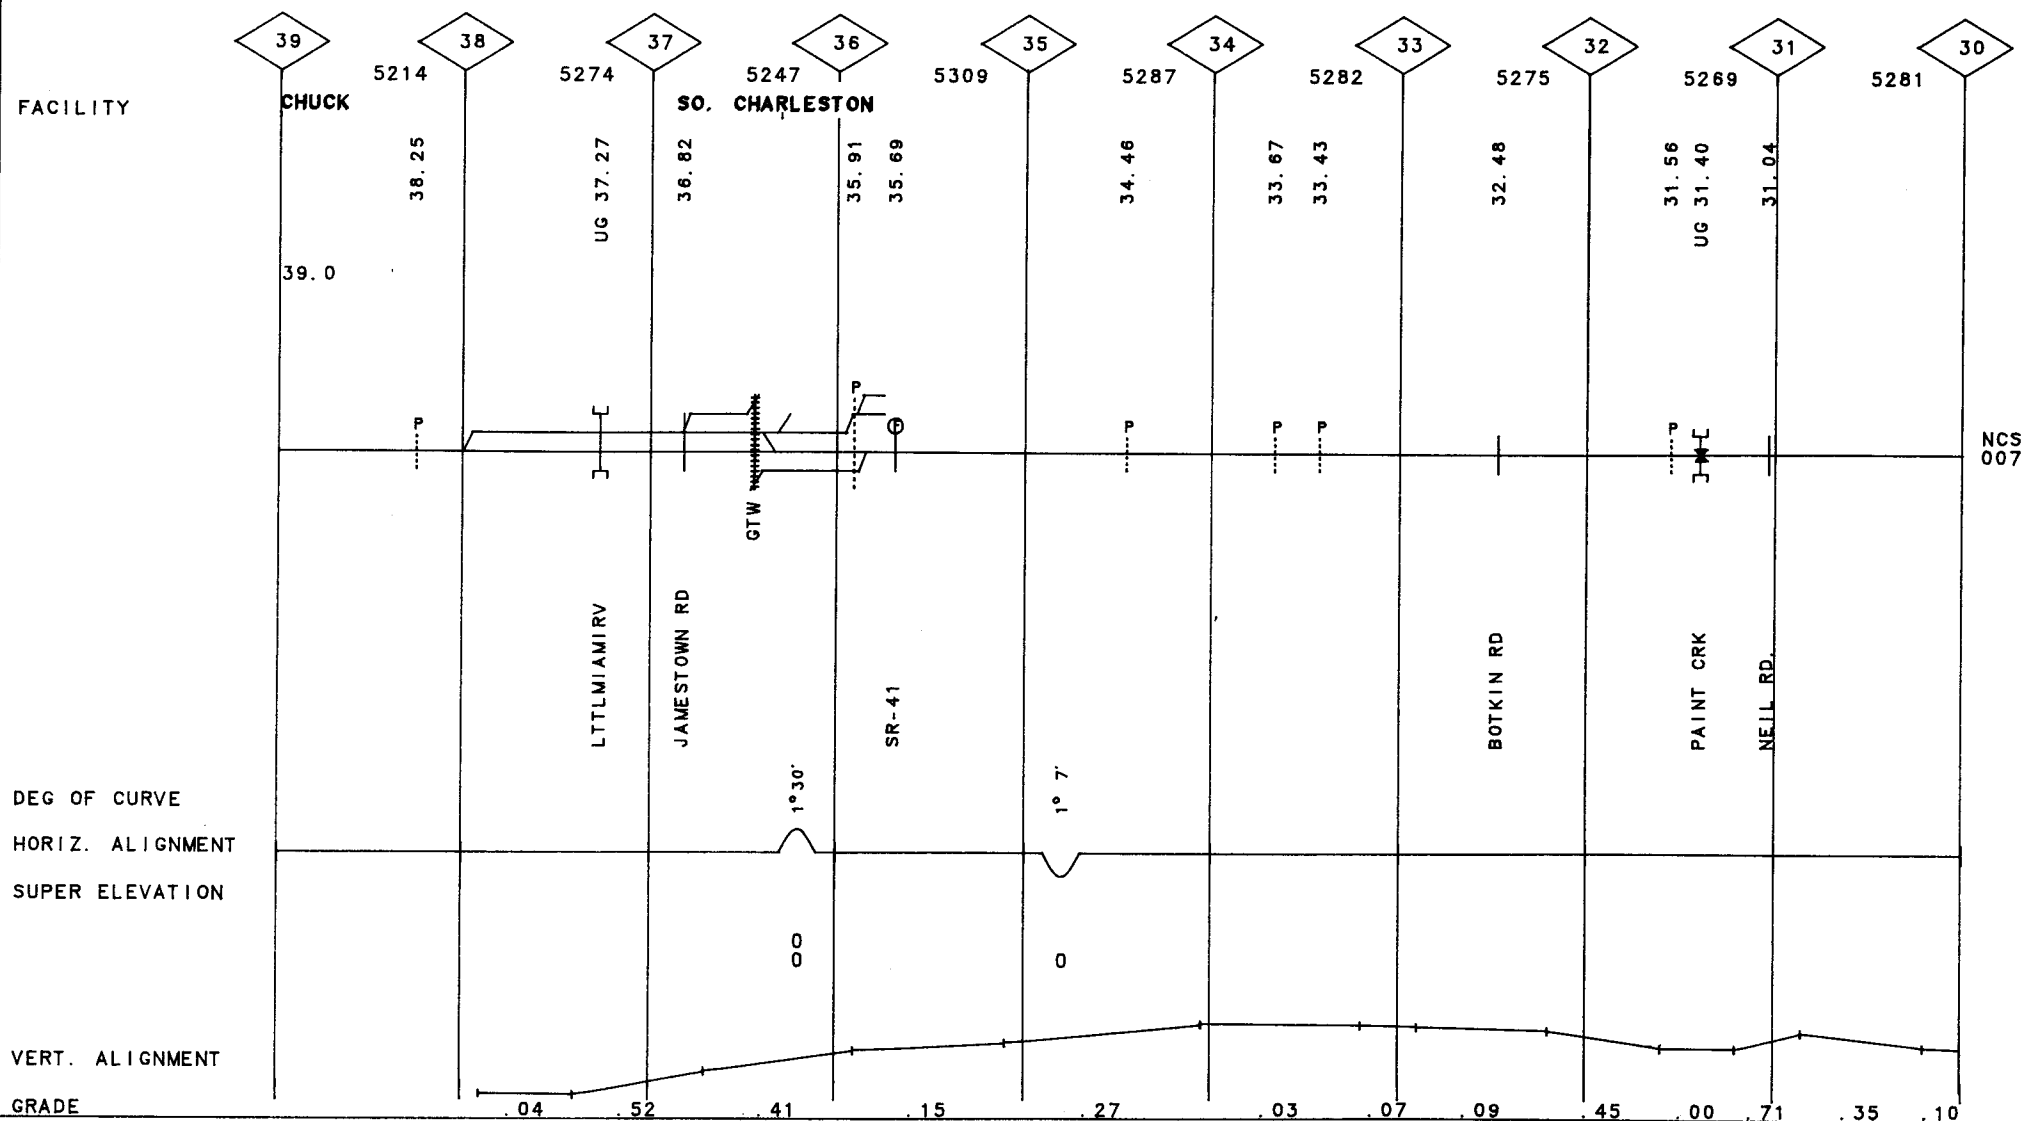 39 38 37 36 35 34 33 32 31 30
5214 5274 5247 5309 5287 5282 5275 5269 5281
FACILITY CHUCK SO. CHARLESTON
38.25
UG 37.27
36.82
35.91
35.69
34.46
33.67
33.43
32.48
31.56
UG 31.40
31.04
39.0
P P P P P P
F
NCS
007
GTW
LTTLMIAMIRV
JAMESTOWN RD
SR-41
BOTKIN RD
PAINT CRK
NEIL RD.
DEG OF CURVE 1°30' 1° 7'
HORIZ. ALIGNMENT
SUPER ELEVATION
0 0 0
VERT. ALIGNMENT
GRADE .04 .52 .41 .15 .27 .03 .07 .09 .45 .00 .71 .35 .10